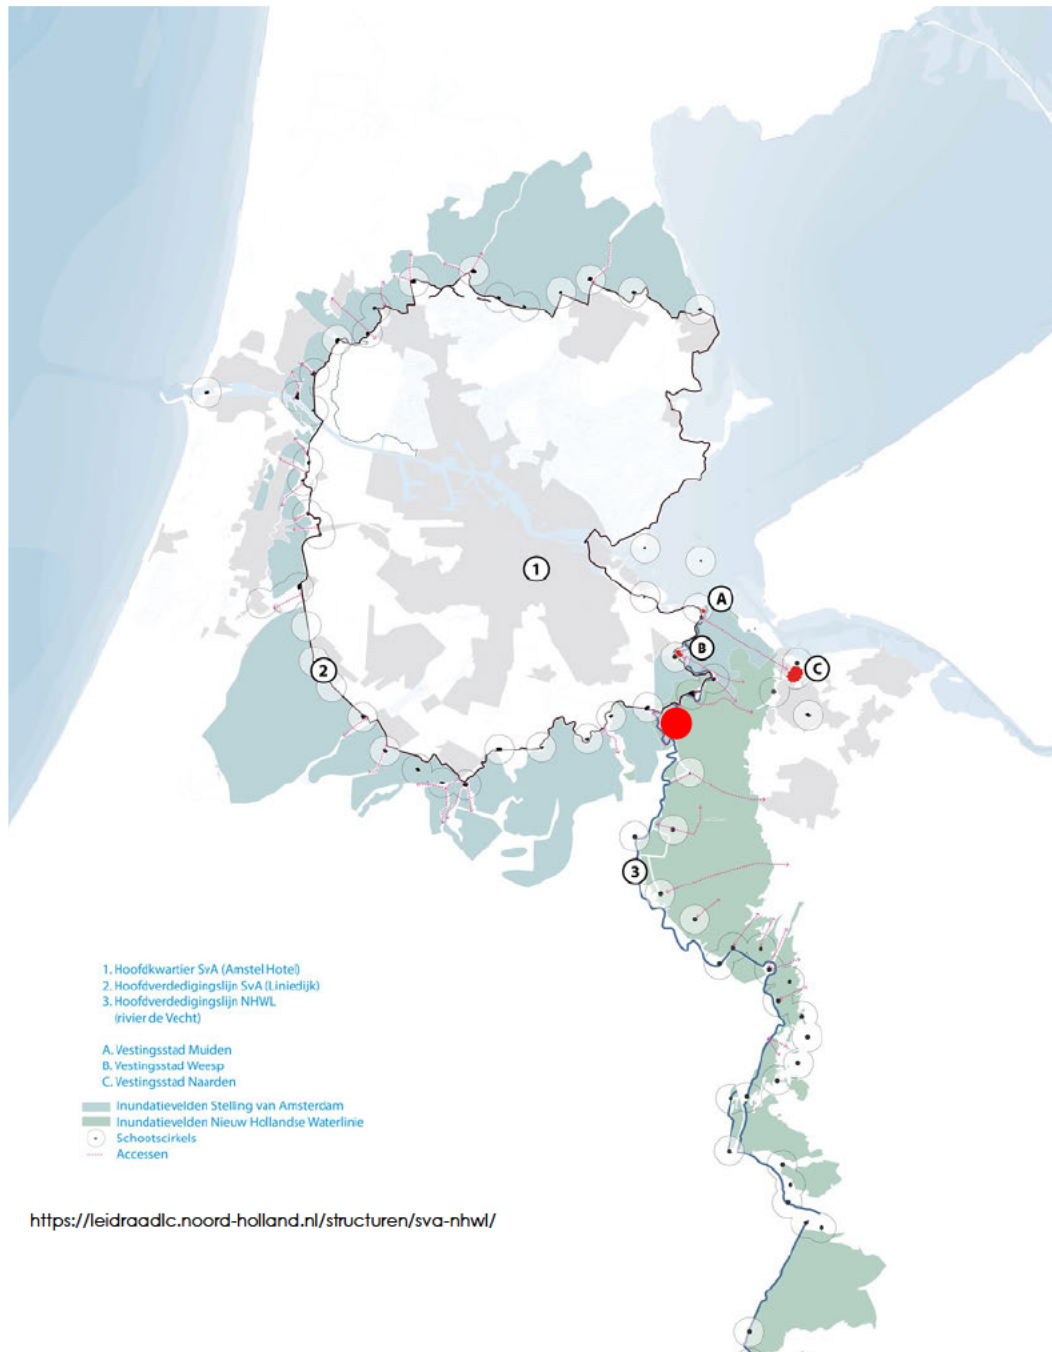 A
1
B
C
2
3
1. Hoofdkwartier SvA (Amstel Hotel)
2. Hoofdverdedigingslijn SvA (Liniedijk)
3. Hoofdverdedigingslijn NHWL
(rivier de Vecht)
A. Vestingsstad Muiden
B. Vestingsstad Weesp
C. Vestingsstad Naarden
Inundatievelden Stelling van Amsterdam
Inundatievelden Nieuw Hollandse Waterlinie
Schootscirkels
Accessen
https://leidraadlc.noord-holland.nl/structuren/sva-nhwl/